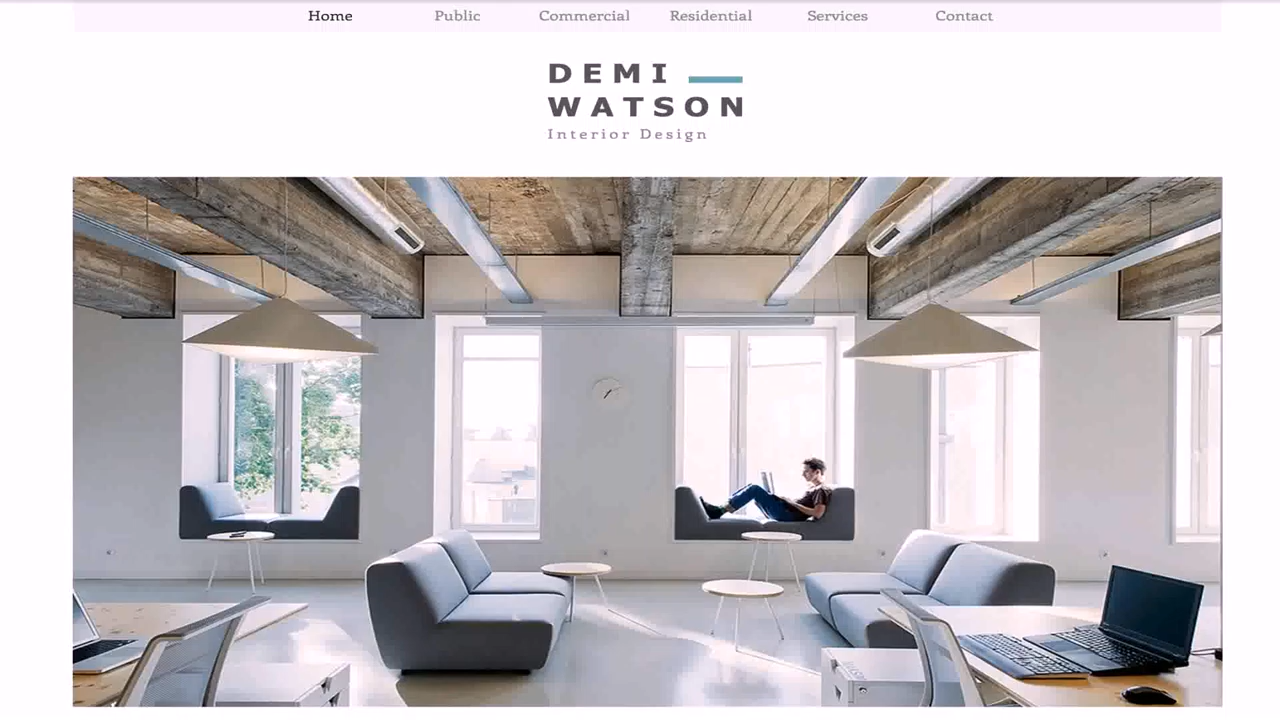 Home Public Commercial Residential Services Contact
DEMI
WATSON
Interior Design